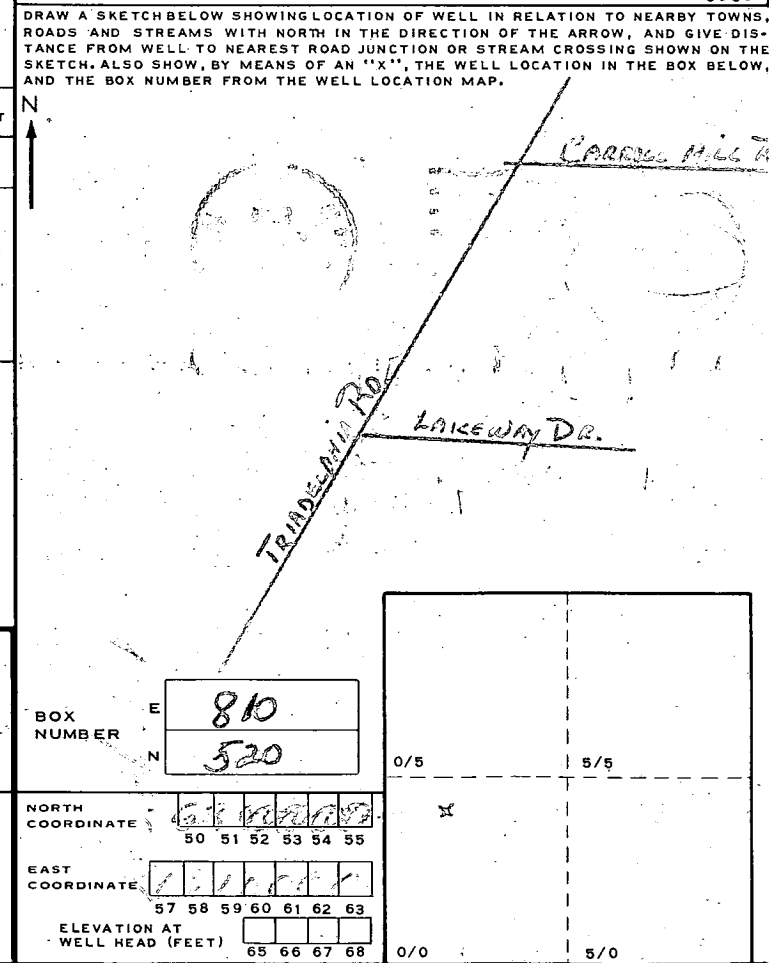 DRAW A SKETCH BELOW SHOWING LOCATION OF WELL IN RELATION TO NEARBY TOWNS,
ROADS AND STREAMS WITH NORTH IN THE DIRECTION OF THE ARROW, AND GIVE DIS-
TANCE FROM WELL TO NEAREST ROAD JUNCTION OR STREAM CROSSING SHOWN ON THE
SKETCH. ALSO SHOW, BY MEANS OF AN "X", THE WELL LOCATION IN THE BOX BELOW,
AND THE BOX NUMBER FROM THE WELL LOCATION MAP.
N
CARROLL MILL R
TRIADELPHIA RD
LAKEWAY DR.
BOX
NUMBER
E 810
N 520
0/5 5/5
X
NORTH
COORDINATE
50 51 52 53 54 55
EAST
COORDINATE
57 58 59 60 61 62 63
ELEVATION AT
WELL HEAD (FEET)
65 66 67 68
0/0 5/0